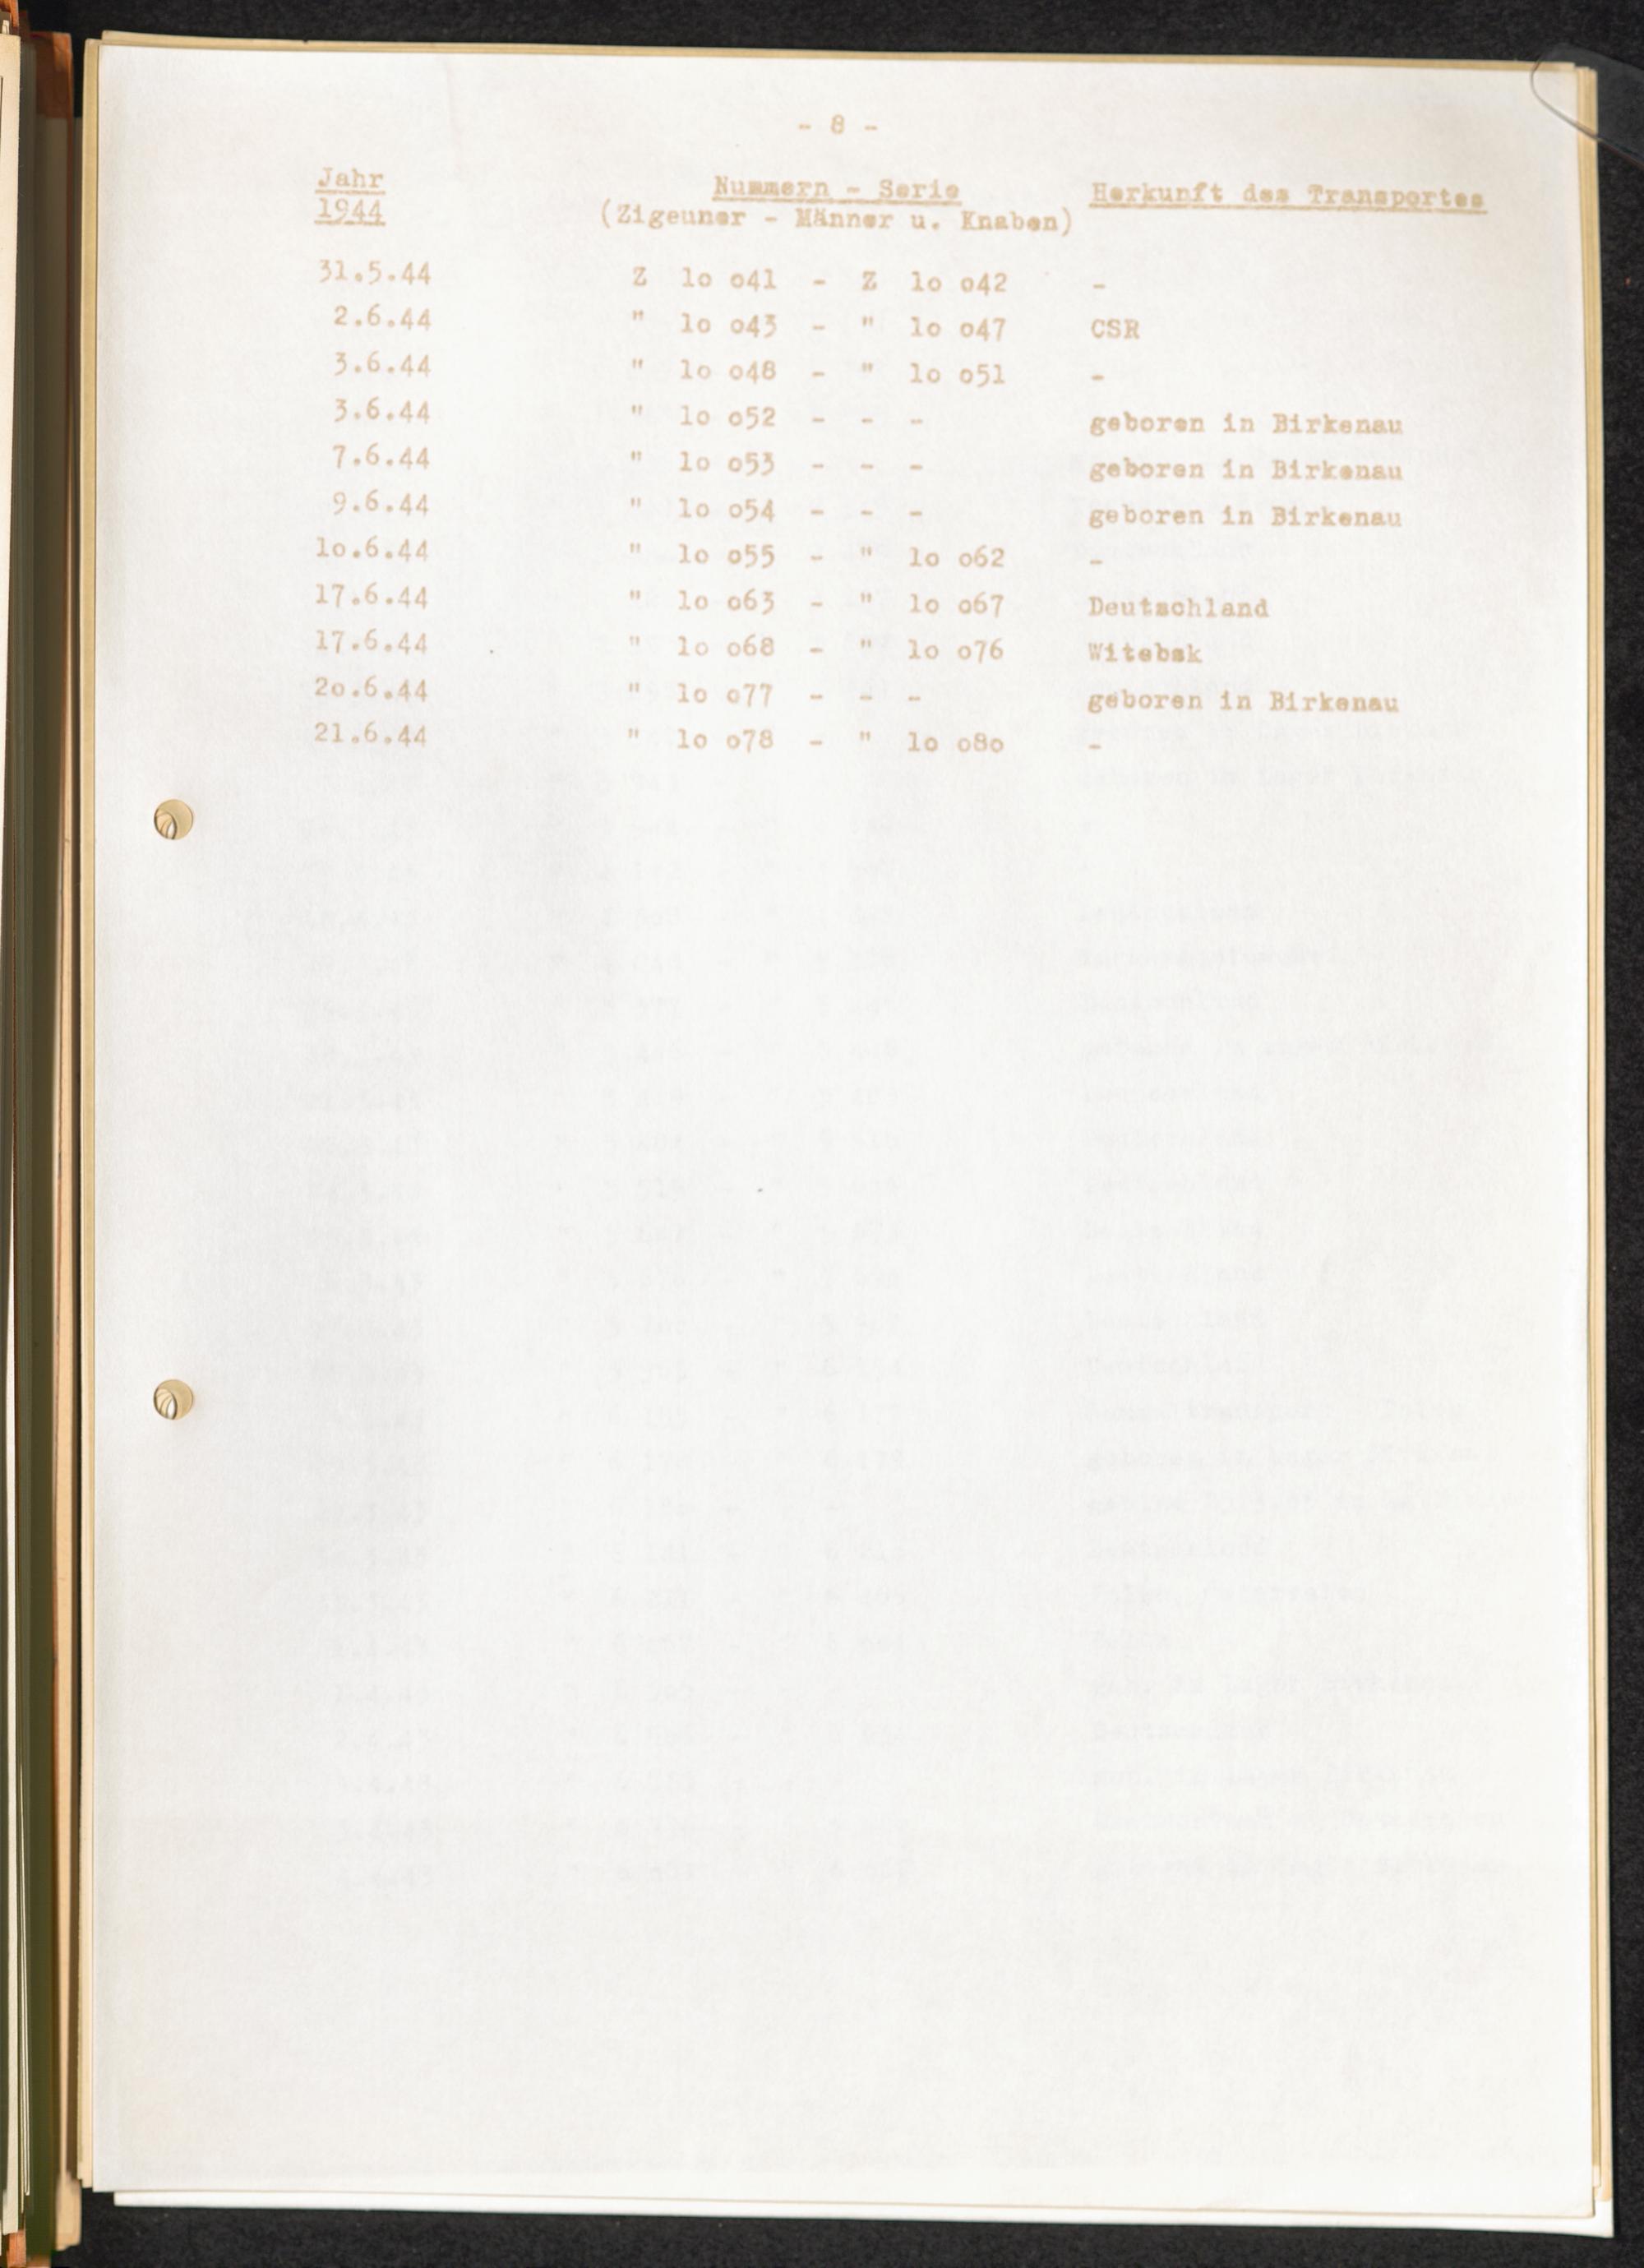 - 8 -
Jahr Nummern - Serie Herkunft des Transportes
1944 (Zigeuner - Männer u. Knaben)
31.5.44 Z lo o41 - Z lo o42 -
2.6.44 " lo o43 - " lo o47 CSR
3.6.44 " lo o48 - " lo o51 -
3.6.44 " lo o52 - - - geboren in Birkenau
7.6.44 " lo o53 - - - geboren in Birkenau
9.6.44 " lo o54 - - - geboren in Birkenau
lo.6.44 " lo o55 - " lo o62 -
17.6.44 " lo o63 - " lo o67 Deutschland
17.6.44 " lo o68 - " lo o76 Witebsk
2o.6.44 " lo o77 - - - geboren in Birkenau
21.6.44 " lo o78 - " lo o8o -